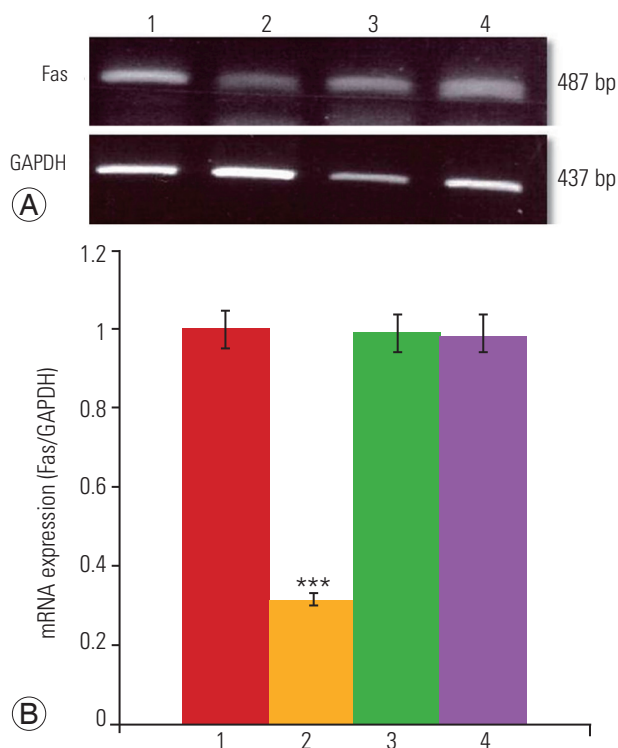 1 2 3 4
Fas 487 bp
GAPDH 437 bp
A
1.2
1
0.8
0.6
0.4
0.2
0
mRNA expression (Fas/GAPDH)
***
B
1 2 3 4